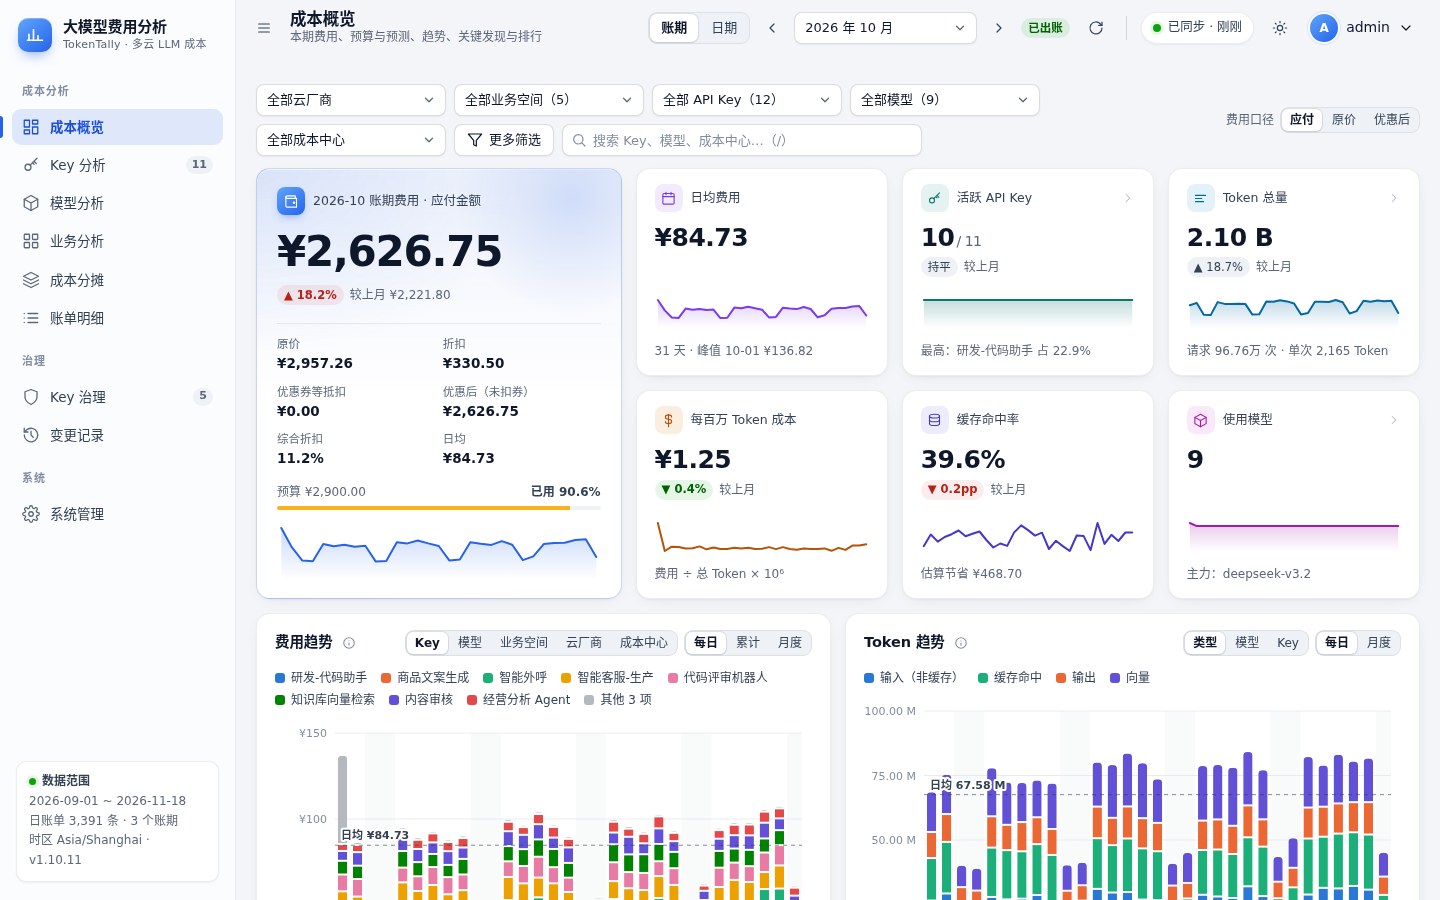 大模型费用分析
TokenTally · 多云 LLM 成本
成本分析
成本概览
Key 分析 11
模型分析
业务分析
成本分摊
账单明细
治理
Key 治理 5
变更记录
系统
系统管理
数据范围
2026-09-01 ~ 2026-11-18
日账单 3,391 条 · 3 个账期
时区 Asia/Shanghai ·
v1.10.11
成本概览
本期费用、预算与预测、趋势、关键发现与排行
账期 日期
2026 年 10 月
已出账
已同步 · 刚刚
A admin
全部云厂商 全部业务空间（5） 全部 API Key（12） 全部模型（9）
全部成本中心 更多筛选 搜索 Key、模型、成本中心…（/）
费用口径 应付 原价 优惠后
2026-10 账期费用 · 应付金额
¥2,626.75
▲ 18.2% 较上月 ¥2,221.80
原价 折扣
¥2,957.26 ¥330.50
优惠券等抵扣 优惠后（未扣券）
¥0.00 ¥2,626.75
综合折扣 日均
11.2% ¥84.73
预算 ¥2,900.00 已用 90.6%
日均费用
¥84.73
31 天 · 峰值 10-01 ¥136.82
活跃 API Key
10 / 11
持平 较上月
最高：研发-代码助手 占 22.9%
Token 总量
2.10 B
▲ 18.7% 较上月
请求 96.76万 次 · 单次 2,165 Token
每百万 Token 成本
¥1.25
▼ 0.4% 较上月
费用 ÷ 总 Token × 10⁶
缓存命中率
39.6%
▼ 0.2pp 较上月
估算节省 ¥468.70
使用模型
9
主力：deepseek-v3.2
费用趋势
Key 模型 业务空间 云厂商 成本中心
每日 累计 月度
研发-代码助手 商品文案生成 智能外呼 智能客服-生产 代码评审机器人
知识库向量检索 内容审核 经营分析 Agent 其他 3 项
¥150
¥100
日均 ¥84.73
Token 趋势
类型 模型 Key
每日 月度
输入（非缓存） 缓存命中 输出 向量
100.00 M
75.00 M
50.00 M
日均 67.58 M